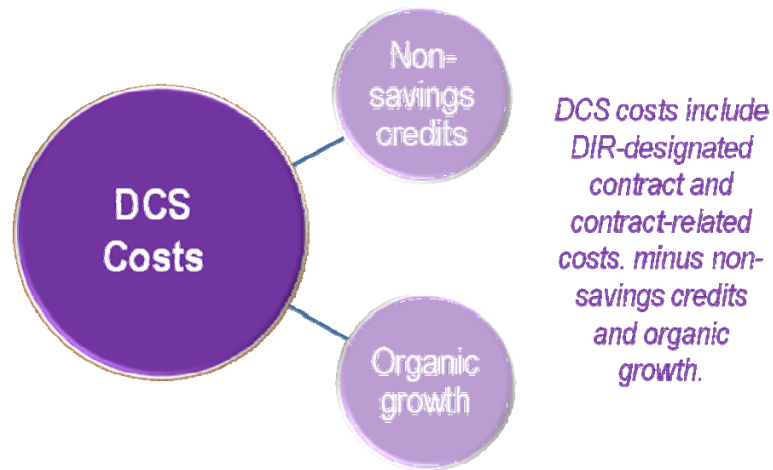 Non-
savings
credits
DCS
Costs
Organic
growth
DCS costs include
DIR-designated
contract and
contract-related
costs. minus non-
savings credits
and organic
growth.